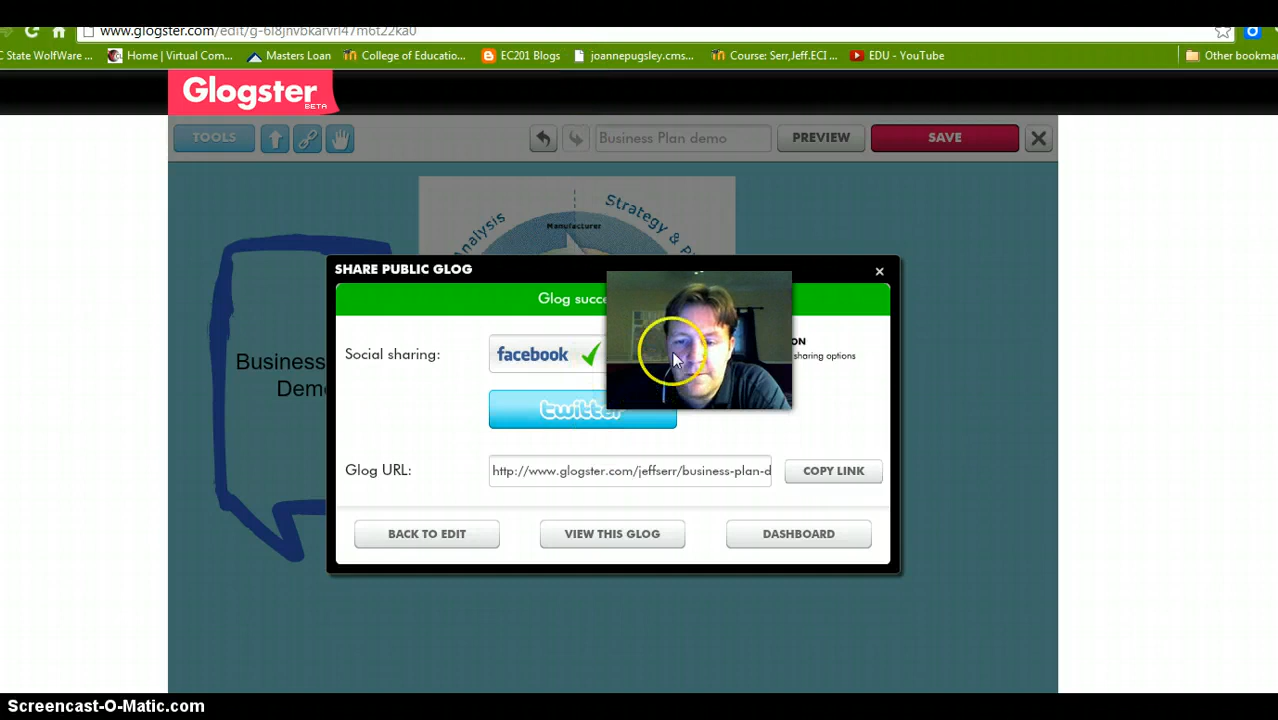 www.glogster.com/edit/g-6l8jnvbkarvrl47m6t22ka0
C State WolfWare ...
Home | Virtual Com...
Masters Loan
College of Educatio...
EC201 Blogs
joannepugsley.cms...
Course: Serr,Jeff.ECI ...
EDU - YouTube
Other bookmar
Glogster
BETA
TOOLS
Business Plan demo
PREVIEW
SAVE
Analysis
Strategy & P
Manufacturer
Business
Demo
SHARE PUBLIC GLOG
Glog succe
Social sharing:
facebook
ON
sharing options
twitter
Glog URL:
http://www.glogster.com/jeffserr/business-plan-d
COPY LINK
BACK TO EDIT
VIEW THIS GLOG
DASHBOARD
Screencast-O-Matic.com